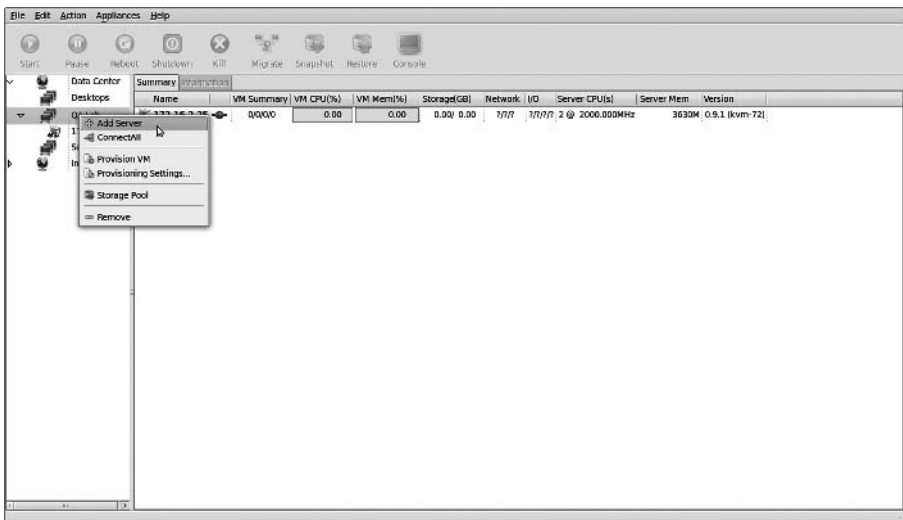 File Edit Action Appliances Help
Start Pause Reboot Shutdown Kill Migrate Snapshot Restore Console
Data Center
Desktops
Summary Information
Name VM Summary VM CPU(%) VM Mem(%) Storage(GB) Network I/O Server CPU(s) Server Mem Version
0/0/0/0 0.00 0.00 0.00/ 0.00 ?/?/? ?/?/?/? 2 @ 2000.000MHz 3630M 0.9.1 (kvm-72)
Add Server
ConnectAll
Provision VM
Provisioning Settings...
Storage Pool
Remove